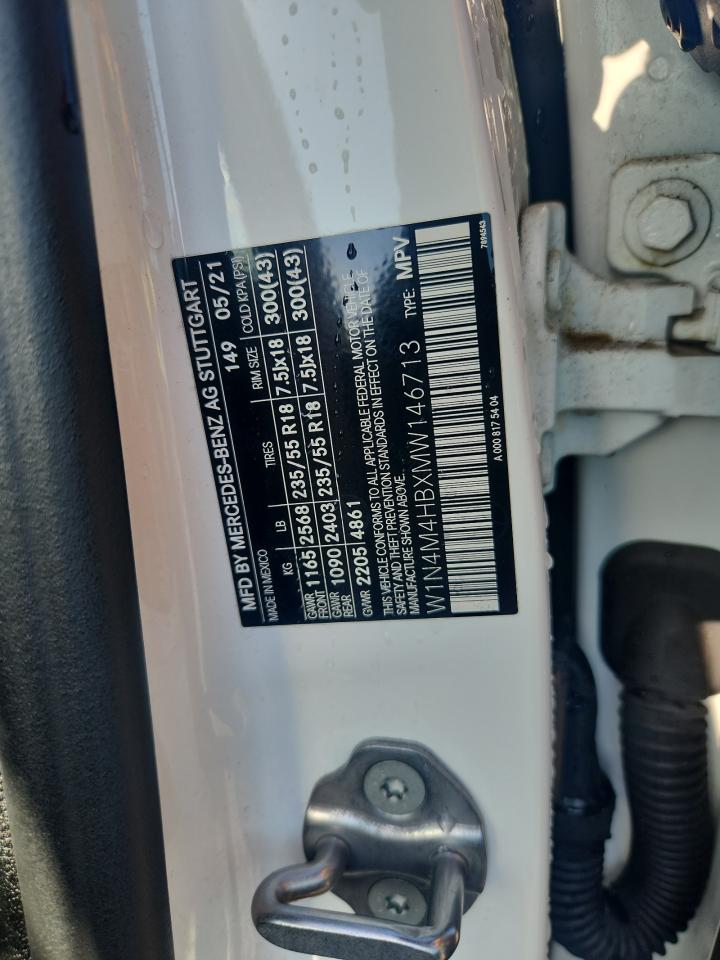 MFD BY MERCEDES-BENZ AG STUTTGART
MADE IN MEXICO 149 05/21
KG LB TIRES RIM SIZE COLD KPA(PSI)
GAWR FRONT 1165 2568 235/55 R18 7.5Jx18 300(43)
GAWR REAR 1090 2403 235/55 R18 7.5Jx18 300(43)
GVWR 2205 4861
THIS VEHICLE CONFORMS TO ALL APPLICABLE FEDERAL MOTOR VEHICLE
SAFETY AND THEFT PREVENTION STANDARDS IN EFFECT ON THE DATE OF
MANUFACTURE SHOWN ABOVE.
W1N4M4HBXMW146713 TYPE: MPV
A 000 817 54 04 7894543